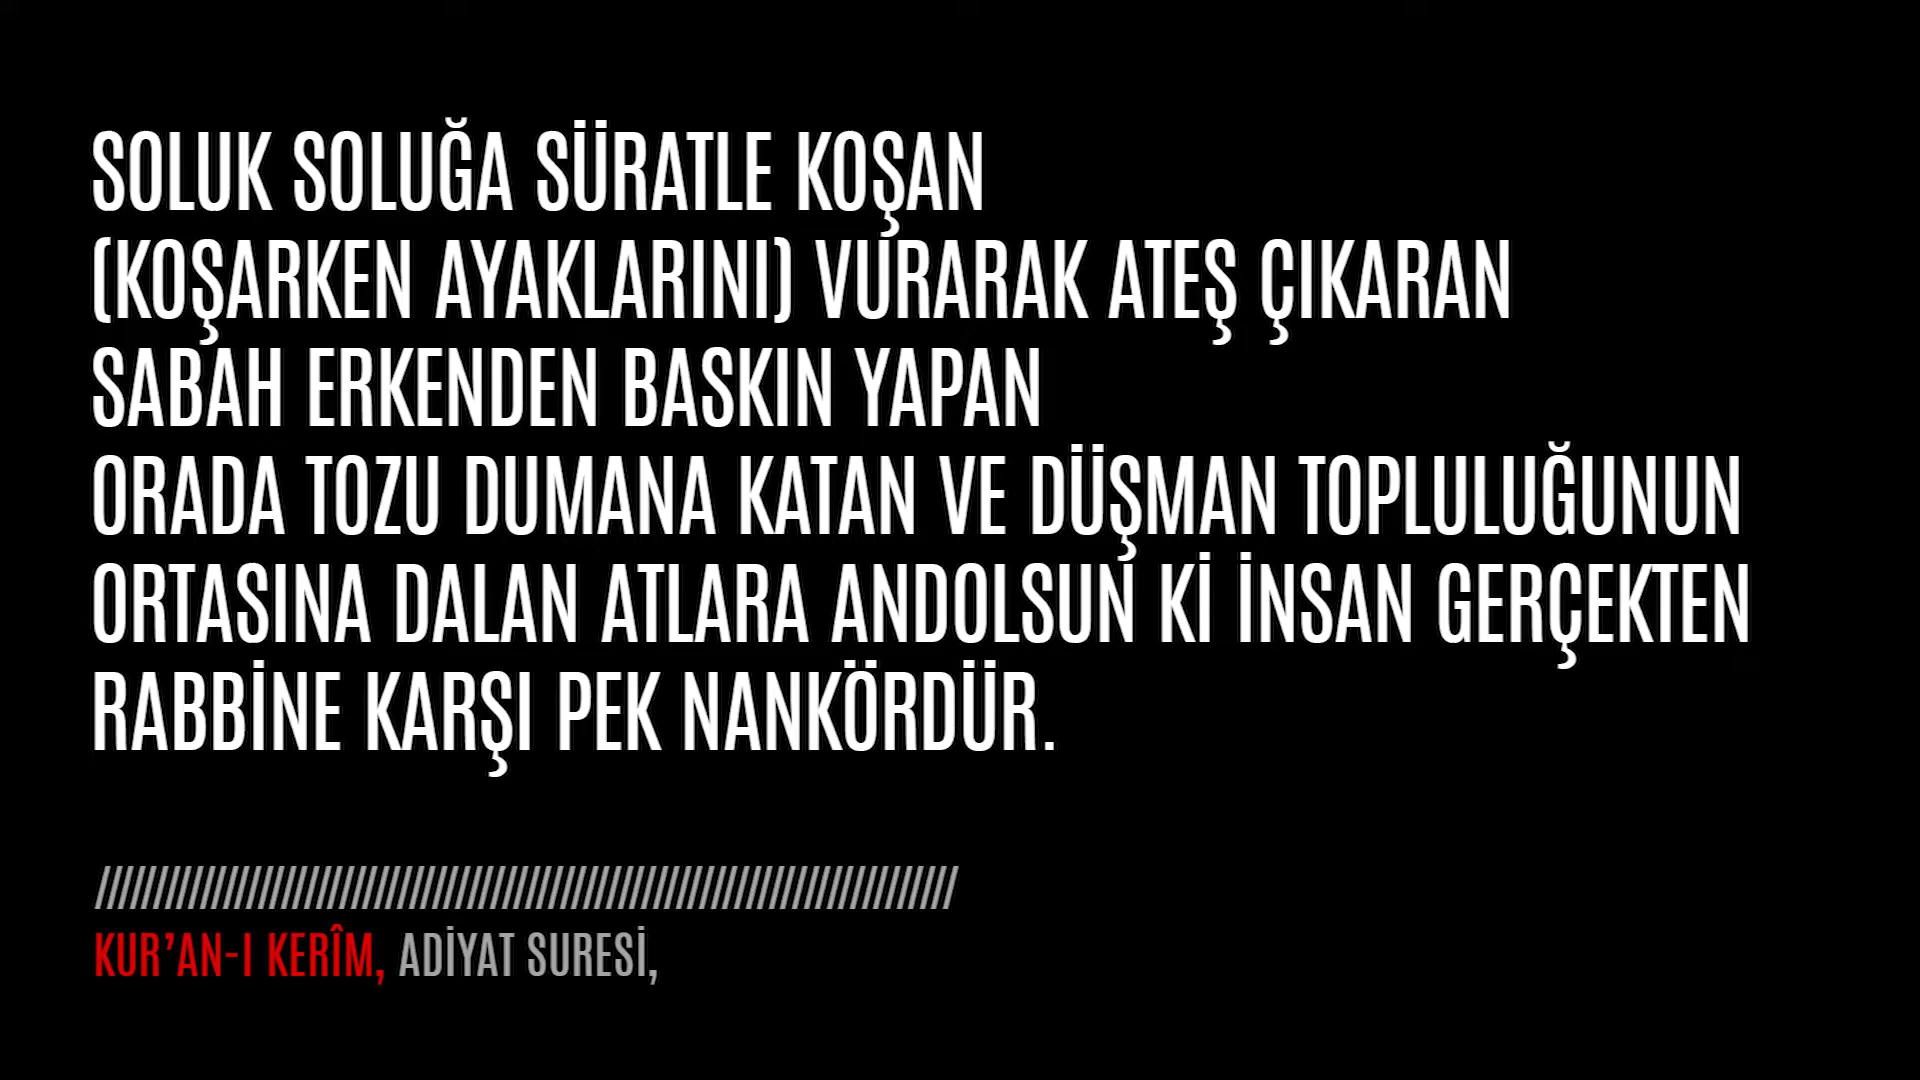 SOLUK SOLUĞA SÜRATLE KOŞAN
(KOŞARKEN AYAKLARINI) VURARAK ATEŞ ÇIKARAN
SABAH ERKENDEN BASKIN YAPAN
ORADA TOZU DUMANA KATAN VE DÜŞMAN TOPLULUĞUNUN
ORTASINA DALAN ATLARA ANDOLSUN Kİ İNSAN GERÇEKTEN
RABBİNE KARŞI PEK NANKÖRDÜR.
KUR’AN-I KERÎM, ADİYAT SURESİ,